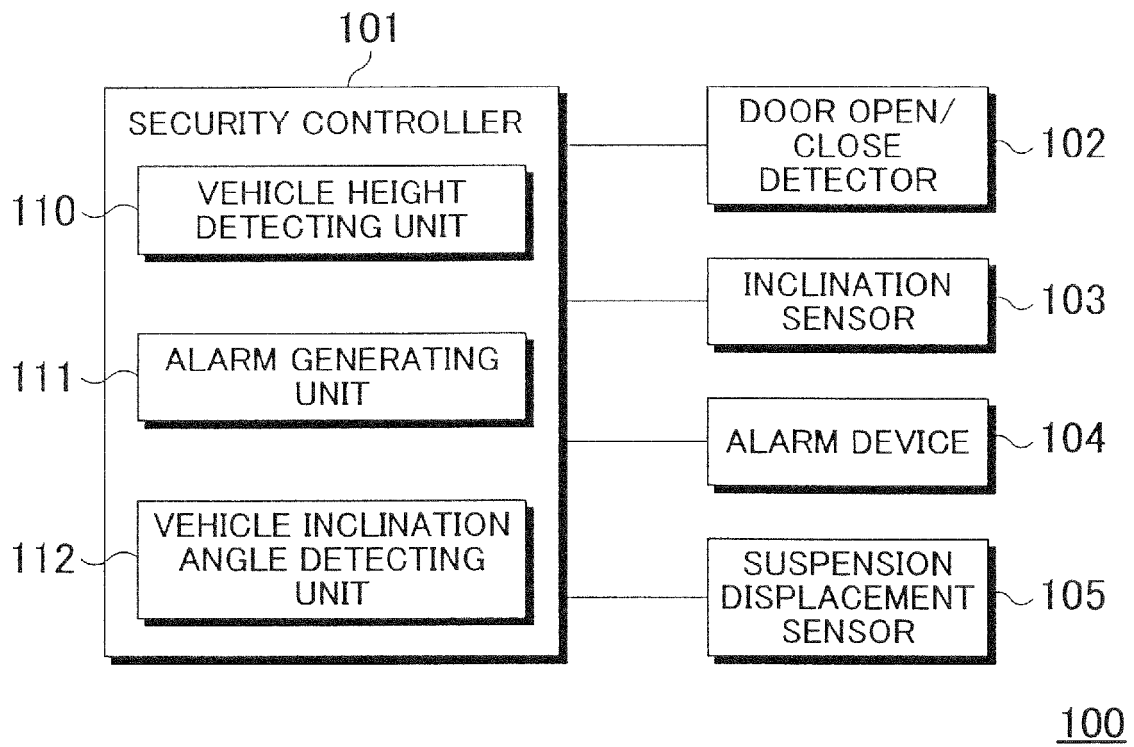 101
SECURITY CONTROLLER
110
VEHICLE HEIGHT
DETECTING UNIT
111
ALARM GENERATING
UNIT
112
VEHICLE INCLINATION
ANGLE DETECTING
UNIT
DOOR OPEN/
CLOSE
DETECTOR
102
INCLINATION
SENSOR
103
ALARM DEVICE
104
SUSPENSION
DISPLACEMENT
SENSOR
105
100